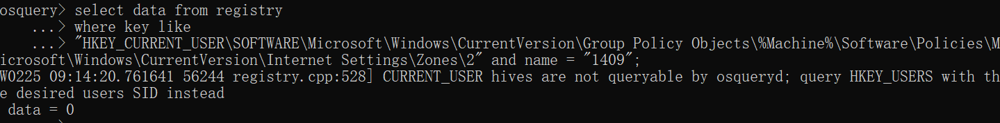 osquery> select data from registry
...> where key like
...> "HKEY_CURRENT_USER\SOFTWARE\Microsoft\Windows\CurrentVersion\Group Policy Objects\%Machine%\Software\Policies\M
icrosoft\Windows\CurrentVersion\Internet Settings\Zones\2" and name = "1409";
W0225 09:14:20.761641 56244 registry.cpp:528] CURRENT_USER hives are not queryable by osqueryd; query HKEY_USERS with th
e desired users SID instead
data = 0